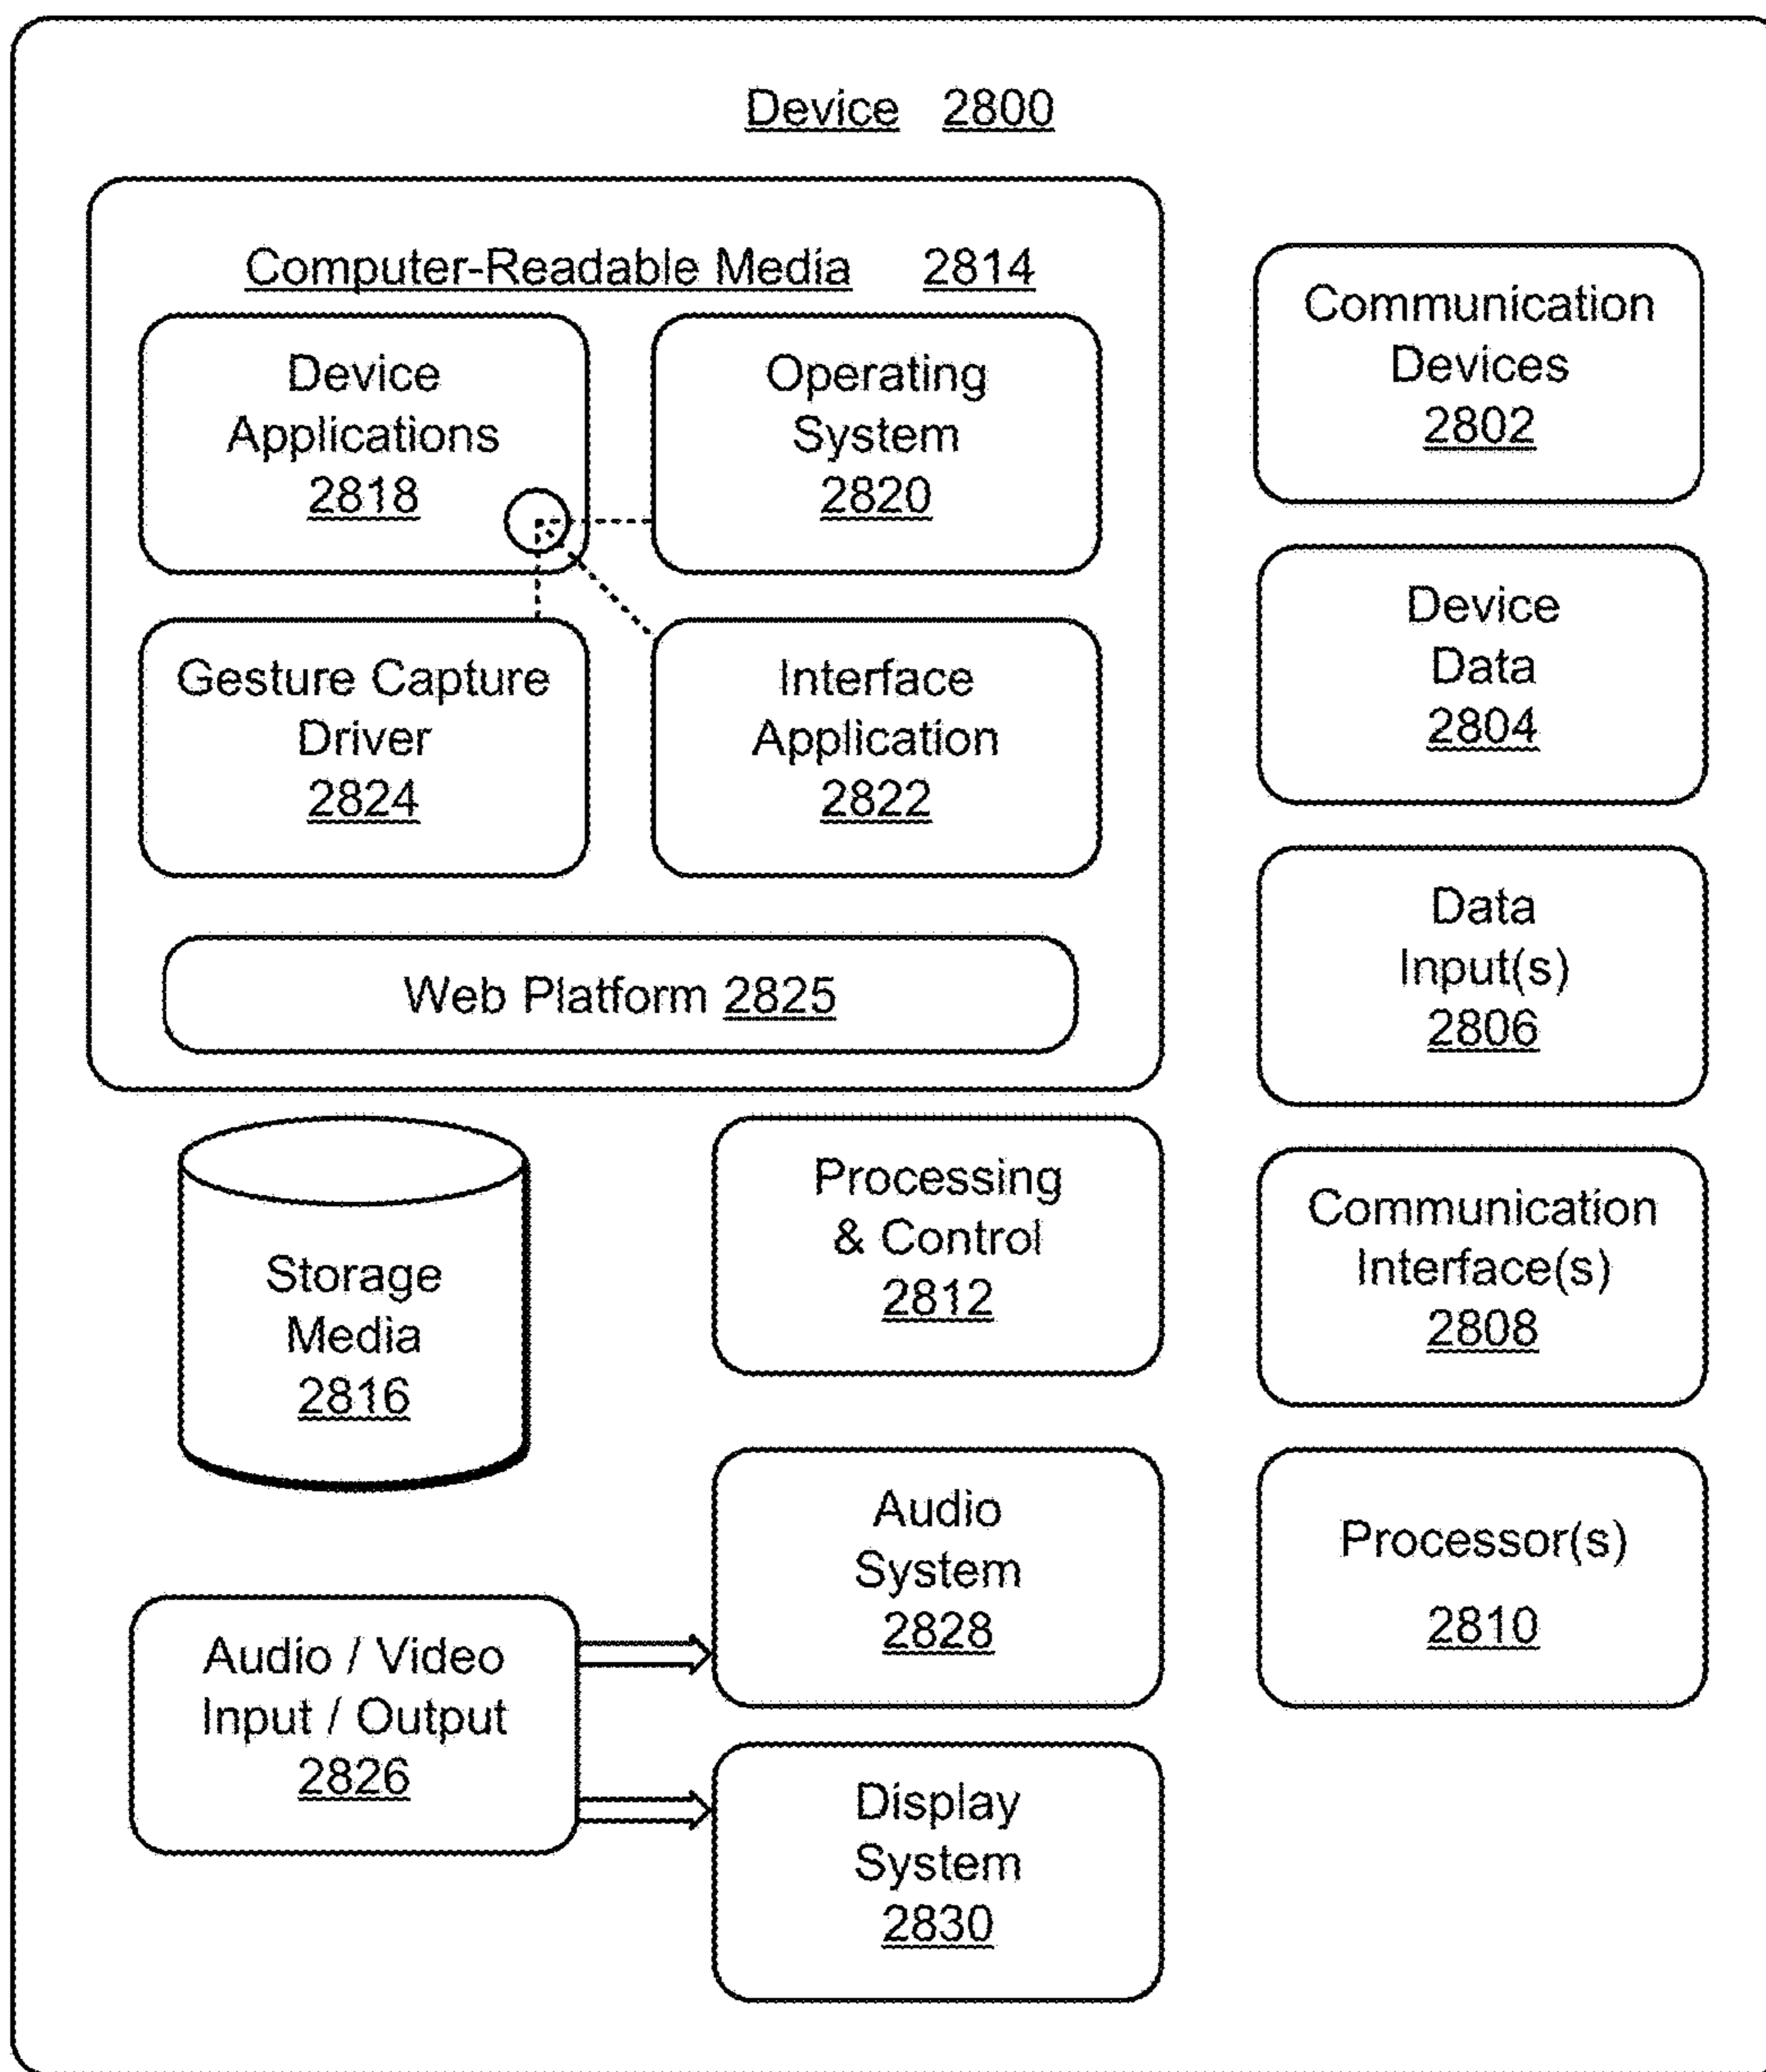 Device 2800
Computer-Readable Media 2814
Device
Applications
2818
Operating
System
2820
Gesture Capture
Driver
2824
Interface
Application
2822
Web Platform 2825
Communication
Devices
2802
Device
Data
2804
Data
Input(s)
2806
Communication
Interface(s)
2808
Processor(s)
2810
Storage
Media
2816
Processing
& Control
2812
Audio / Video
Input / Output
2826
Audio
System
2828
Display
System
2830